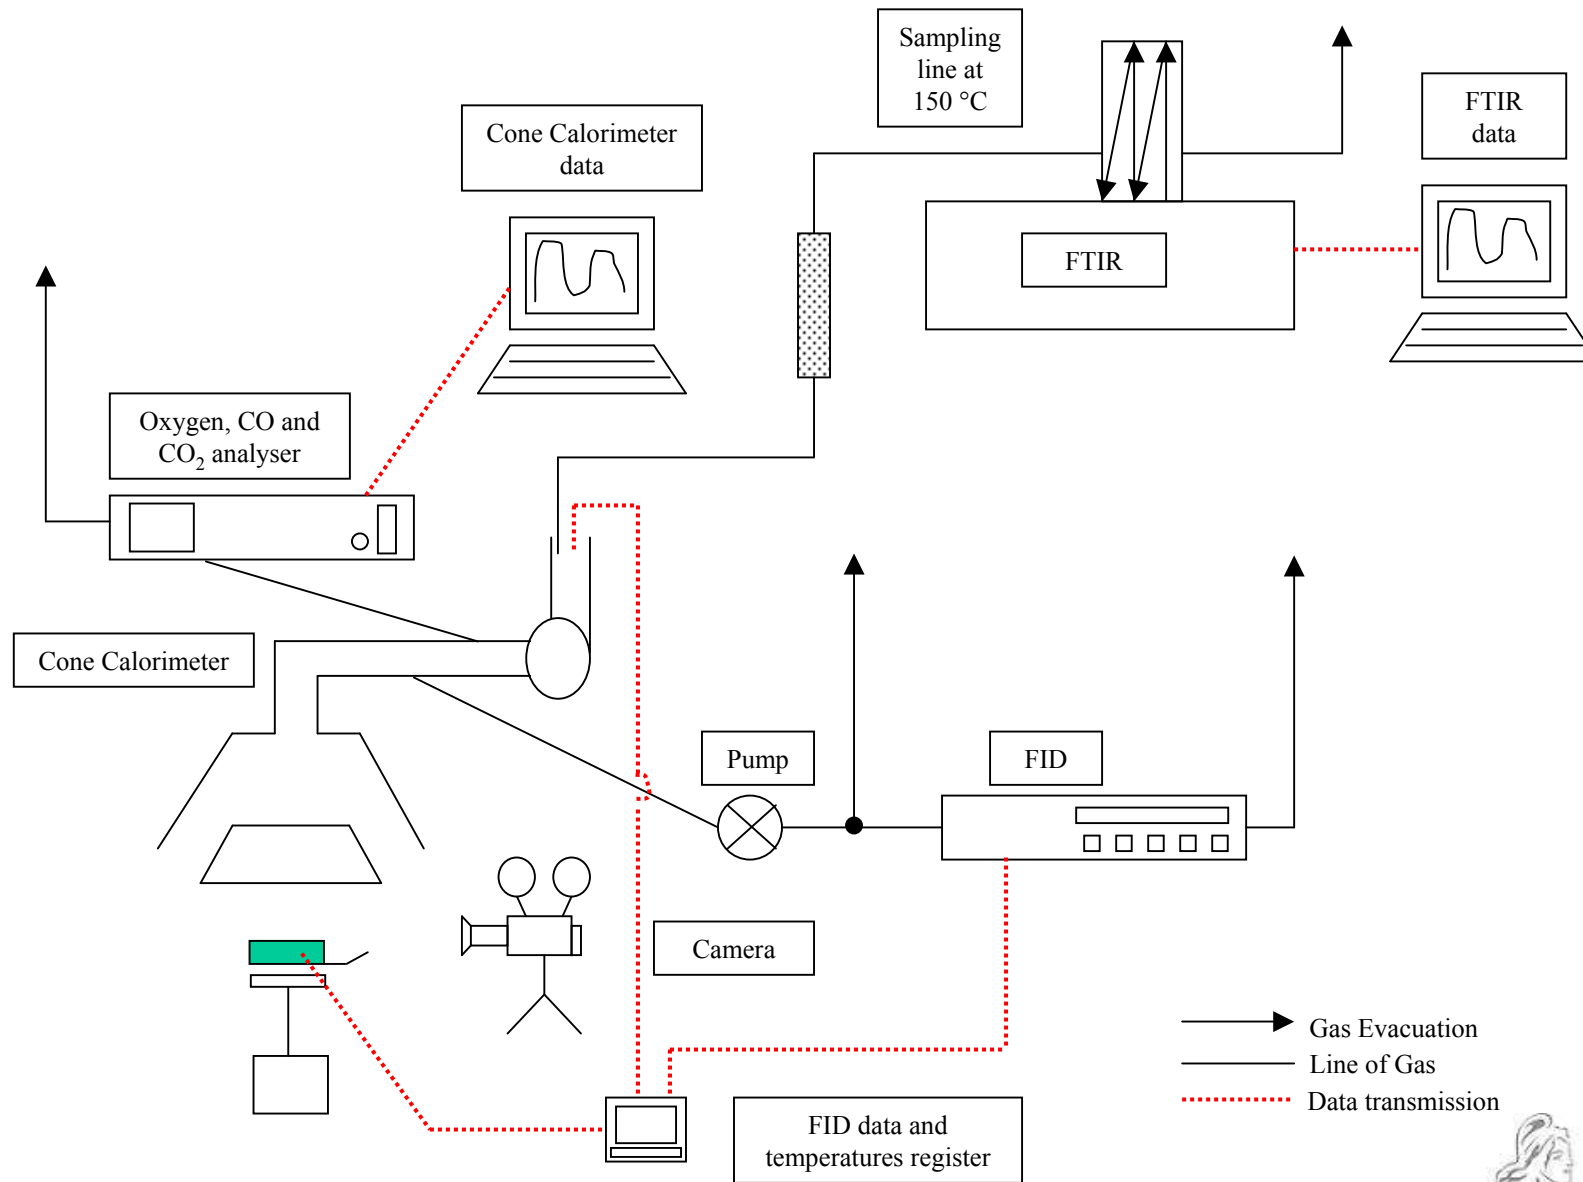 Sampling
line at
150 °C
FTIR
data
Cone Calorimeter
data
FTIR
Oxygen, CO and
CO₂ analyser
Cone Calorimeter
Pump
FID
Camera
Gas Evacuation
Line of Gas
Data transmission
FID data and
temperatures register